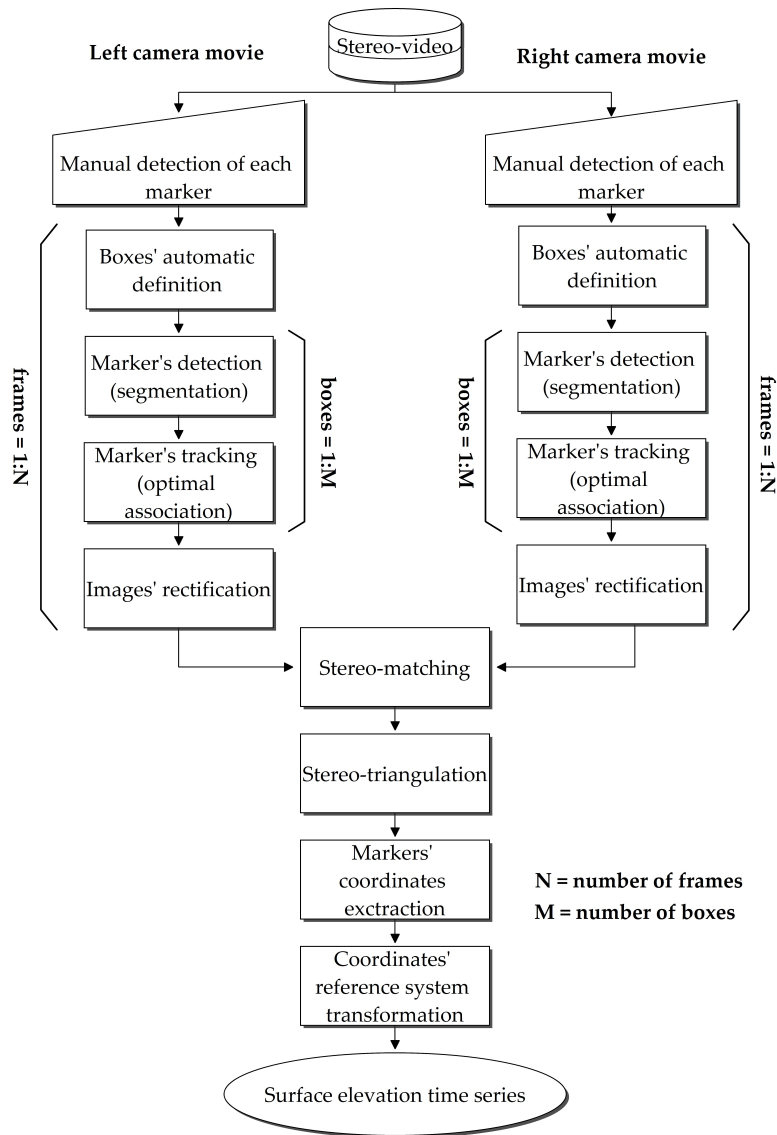 Stereo-video
Left camera movie
Right camera movie
Manual detection of each
marker
Boxes' automatic
definition
Marker's detection
(segmentation)
Marker's tracking
(optimal
association)
Images' rectification
frames = 1:N
boxes = 1:M
Manual detection of each
marker
Boxes' automatic
definition
Marker's detection
(segmentation)
Marker's tracking
(optimal
association)
Images' rectification
boxes = 1:M
frames = 1:N
Stereo-matching
Stereo-triangulation
Markers'
coordinates
exctraction
N = number of frames
M = number of boxes
Coordinates'
reference system
transformation
Surface elevation time series